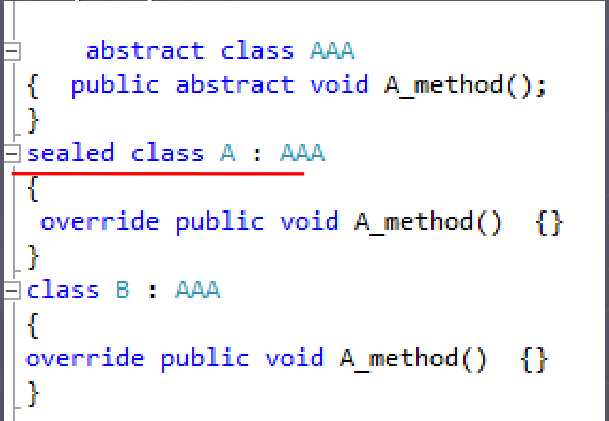 abstract class AAA
{  public abstract void A_method();
}
sealed class A : AAA
{
override public void A_method()  {}
}
class B : AAA
{
override public void A_method()  {}
}